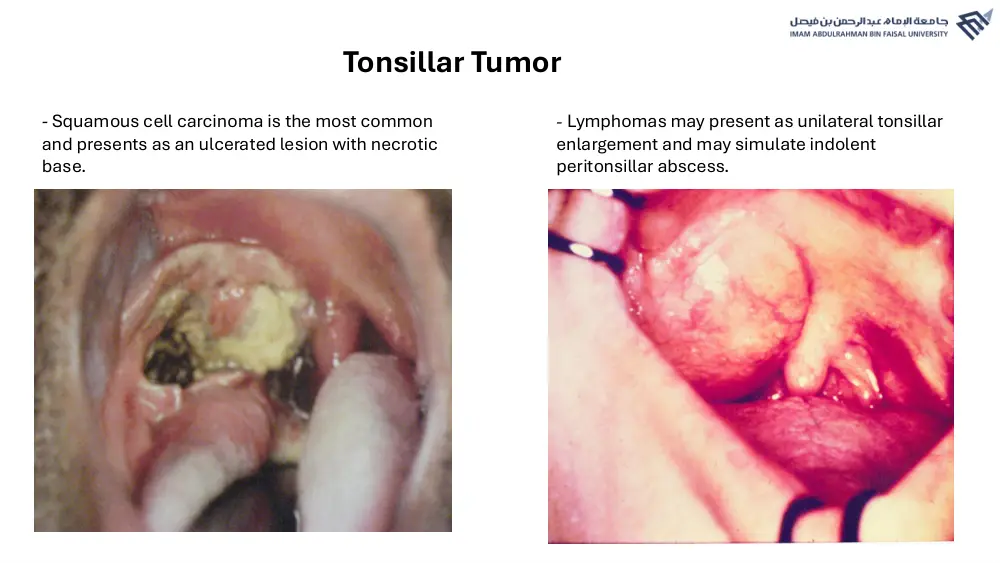 جامعة الإمام عبدالرحمن بن فيصل
IMAM ABDULRAHMAN BIN FAISAL UNIVERSITY
Tonsillar Tumor
- Squamous cell carcinoma is the most common
and presents as an ulcerated lesion with necrotic
base.
- Lymphomas may present as unilateral tonsillar
enlargement and may simulate indolent
peritonsillar abscess.